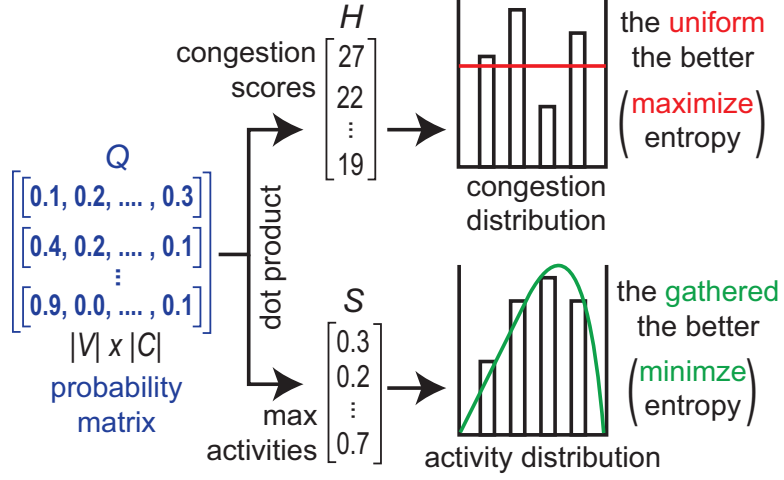 Q
[[0.1, 0.2, .... , 0.3]
[0.4, 0.2, .... , 0.1]
⋮
[0.9, 0.0, .... , 0.1]]
|V| x |C|
probability
matrix
dot product
congestion
scores
H
27
22
...
19
congestion
distribution
the uniform
the better
(maximize
entropy)
max
activities
S
0.3
0.2
...
0.7
activity distribution
the gathered
the better
(minimze
entropy)